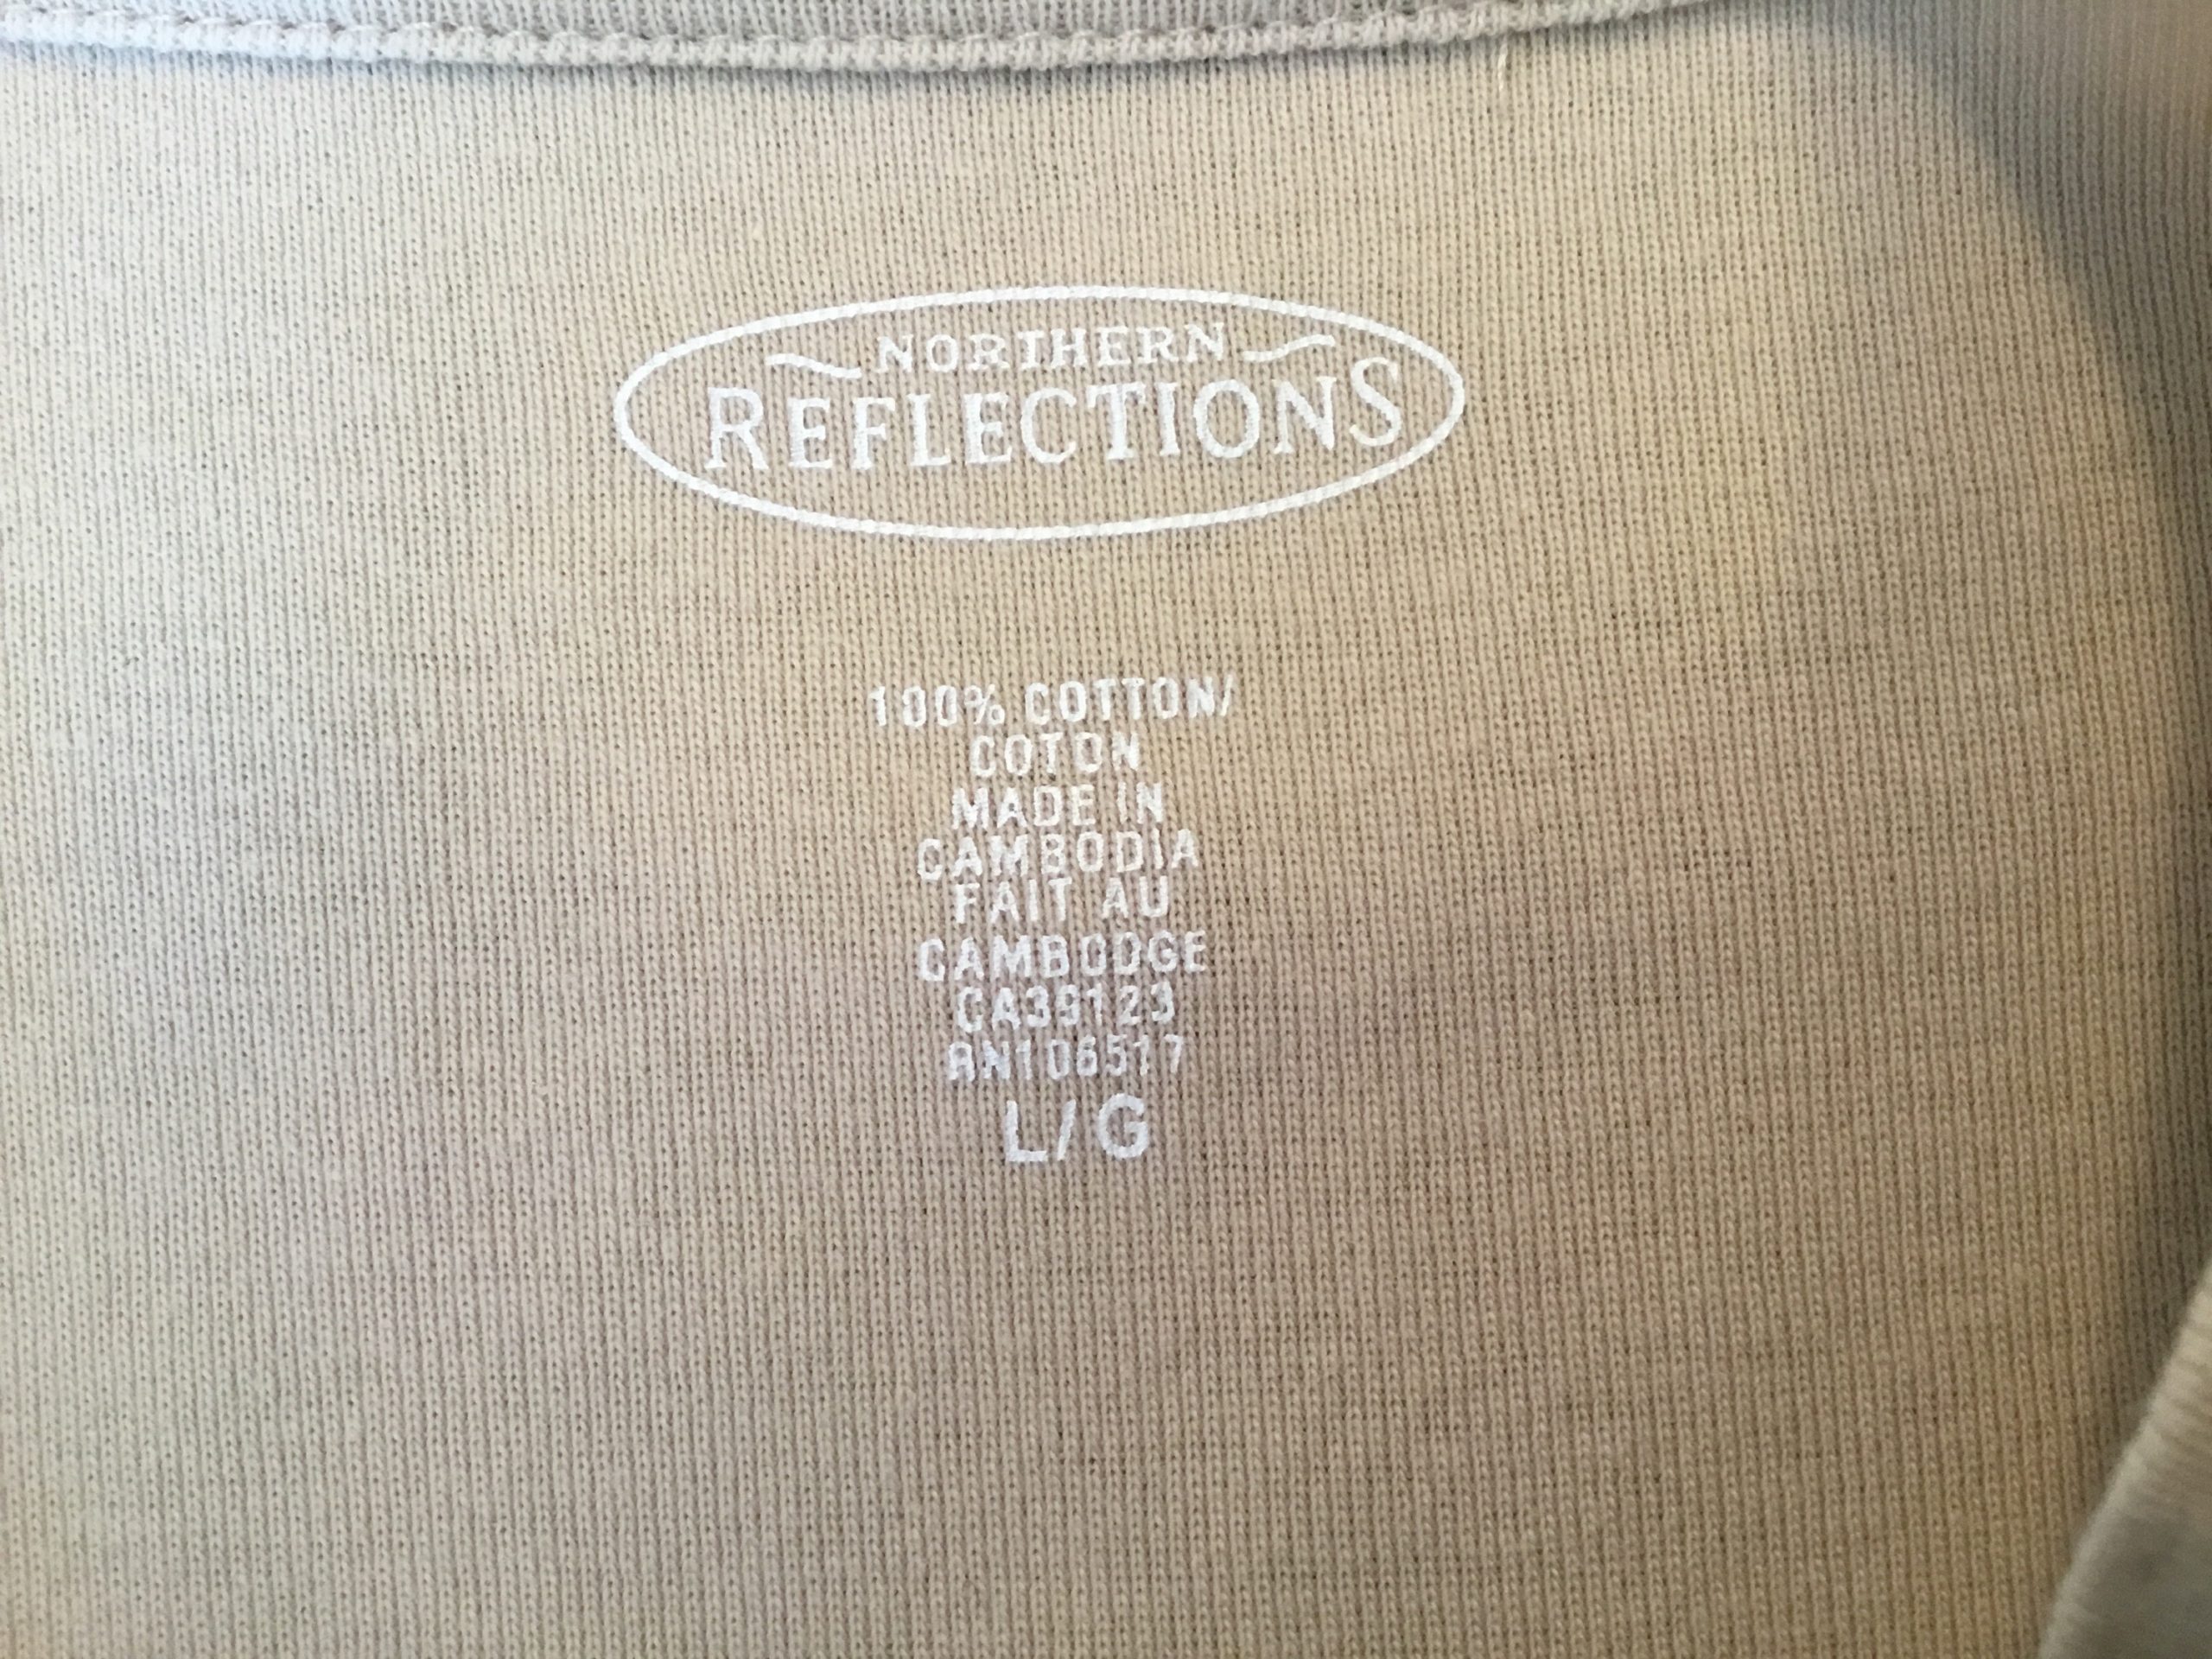 NORTHERN
REFLECTIONS
100% COTTON/
COTON
MADE IN
CAMBODIA
FAIT AU
CAMBODGE
CA39123
RN106517
L/G